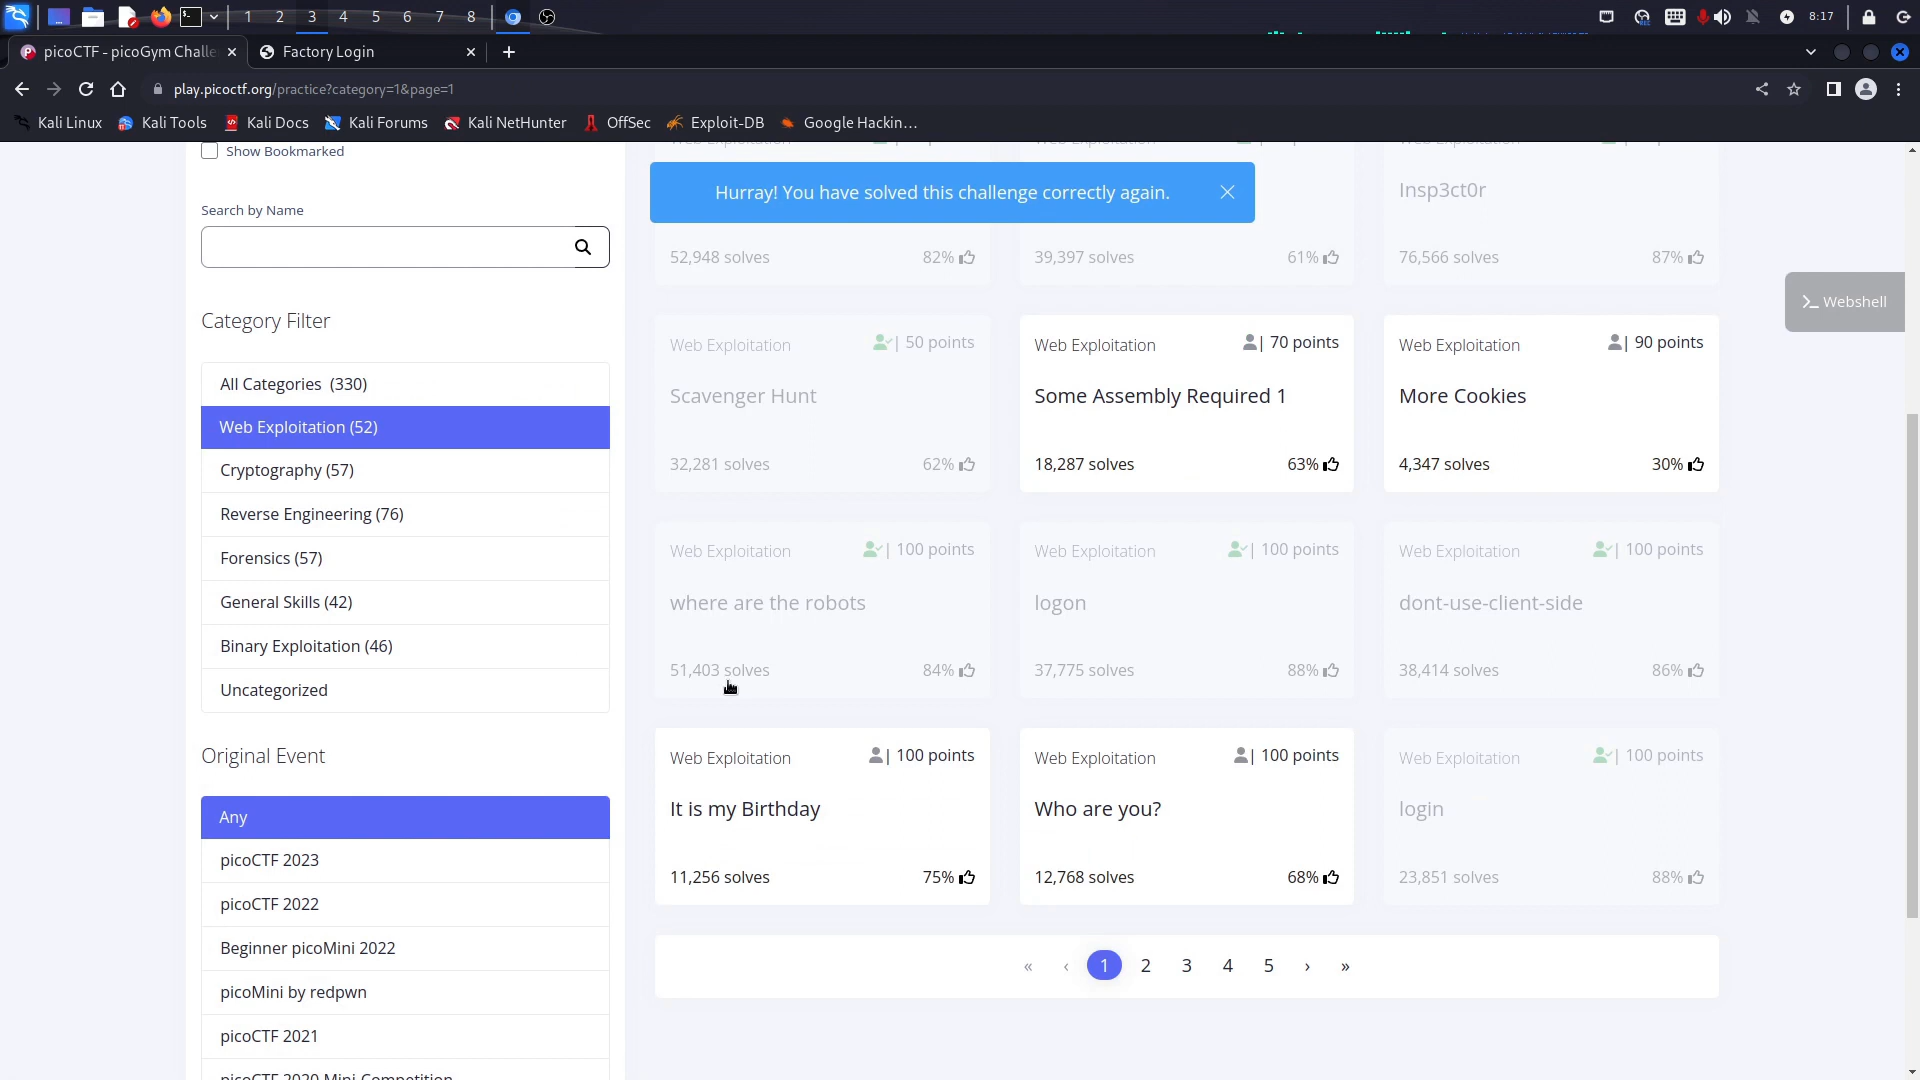 1 2 3 4 5 6 7 8
8:17
picoCTF - picoGym Challe
Factory Login
play.picoctf.org/practice?category=1&page=1
Kali Linux
Kali Tools
Kali Docs
Kali Forums
Kali NetHunter
OffSec
Exploit-DB
Google Hackin...
Show Bookmarked
Search by Name
Category Filter
All Categories (330)
Web Exploitation (52)
Cryptography (57)
Reverse Engineering (76)
Forensics (57)
General Skills (42)
Binary Exploitation (46)
Uncategorized
Original Event
Any
picoCTF 2023
picoCTF 2022
Beginner picoMini 2022
picoMini by redpwn
picoCTF 2021
picoCTF 2020 Mini-Competition
Hurray! You have solved this challenge correctly again.
52,948 solves
82%
39,397 solves
61%
Insp3ct0r
76,566 solves
87%
>_ Webshell
Web Exploitation
| 50 points
Scavenger Hunt
32,281 solves
62%
Web Exploitation
| 70 points
Some Assembly Required 1
18,287 solves
63%
Web Exploitation
| 90 points
More Cookies
4,347 solves
30%
Web Exploitation
| 100 points
where are the robots
51,403 solves
84%
Web Exploitation
| 100 points
logon
37,775 solves
88%
Web Exploitation
| 100 points
dont-use-client-side
38,414 solves
86%
Web Exploitation
| 100 points
It is my Birthday
11,256 solves
75%
Web Exploitation
| 100 points
Who are you?
12,768 solves
68%
Web Exploitation
| 100 points
login
23,851 solves
88%
« ‹ 1 2 3 4 5 › »